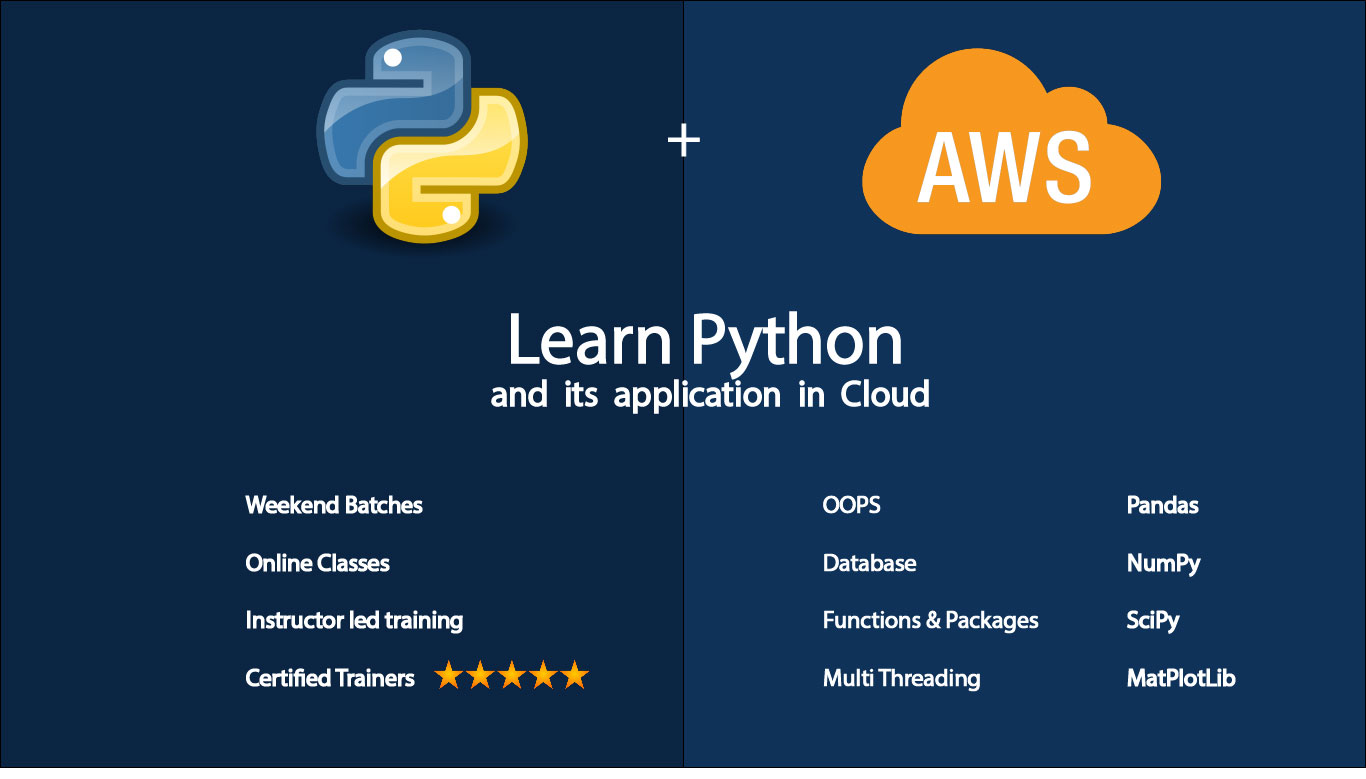 +
AWS
Learn Python
and its application in Cloud
Weekend Batches
Online Classes
Instructor led training
Certified Trainers
OOPS
Database
Functions & Packages
Multi Threading
Pandas
NumPy
SciPy
MatPlotLib